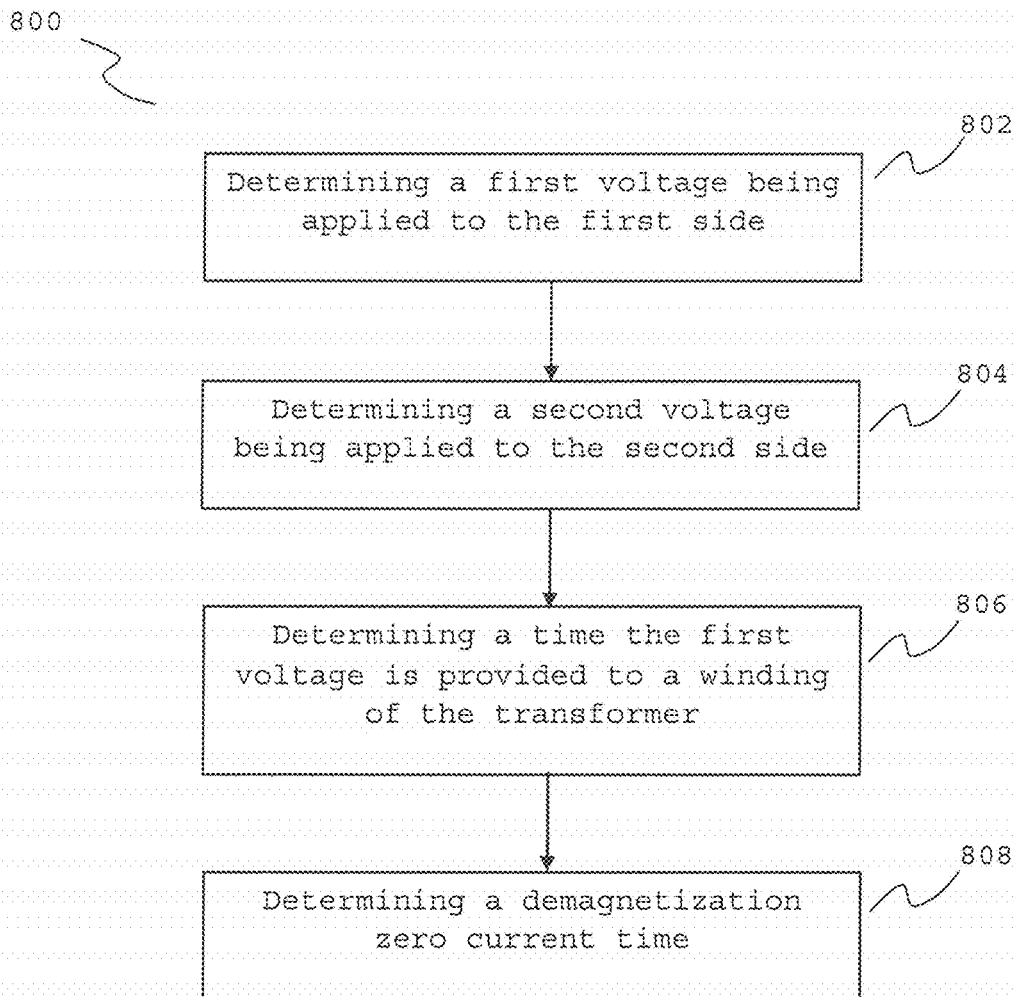 800
802
Determining a first voltage being
applied to the first side
804
Determining a second voltage
being applied to the second side
806
Determining a time the first
voltage is provided to a winding
of the transformer
808
Determining a demagnetization
zero current time